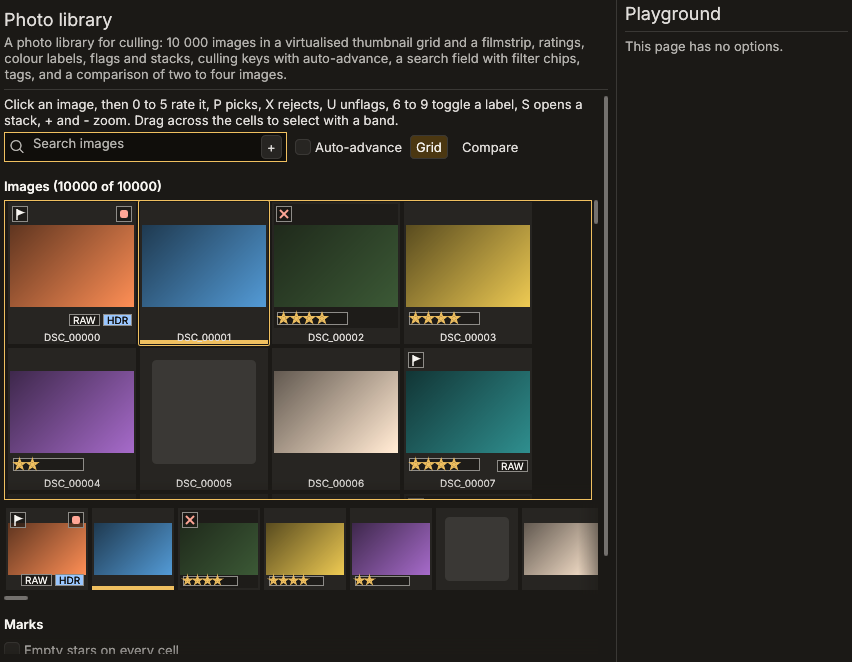 Photo library
A photo library for culling: 10 000 images in a virtualised thumbnail grid and a filmstrip, ratings,
colour labels, flags and stacks, culling keys with auto-advance, a search field with filter chips,
tags, and a comparison of two to four images.
Click an image, then 0 to 5 rate it, P picks, X rejects, U unflags, 6 to 9 toggle a label, S opens a
stack, + and - zoom. Drag across the cells to select with a band.
Search images + Auto-advance Grid Compare
Images (10000 of 10000)
RAW HDR
DSC_00000 DSC_00001 DSC_00002 DSC_00003
RAW
DSC_00004 DSC_00005 DSC_00006 DSC_00007
RAW HDR
Marks
Empty stars on every cell
Playground
This page has no options.